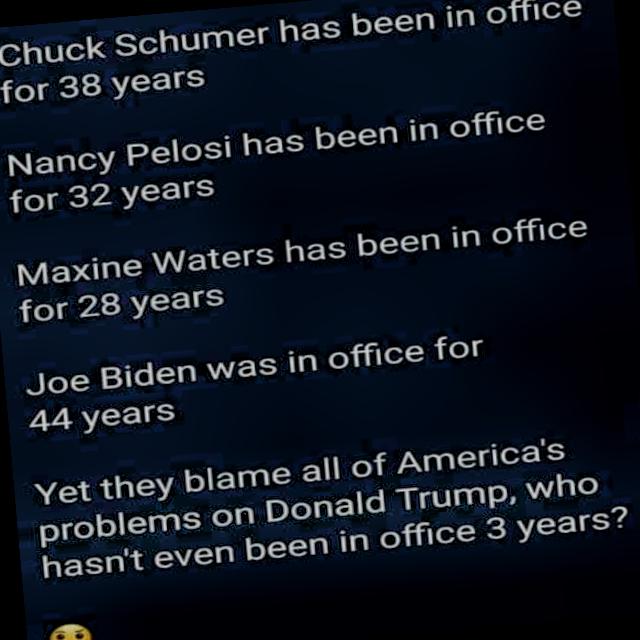 Chuck Schumer has been in office
for 38 years
Nancy Pelosi has been in office
for 32 years
Maxine Waters has been in office
for 28 years
Joe Biden was in office for
44 years
Yet they blame all of America's
problems on Donald Trump, who
hasn't even been in office 3 years?